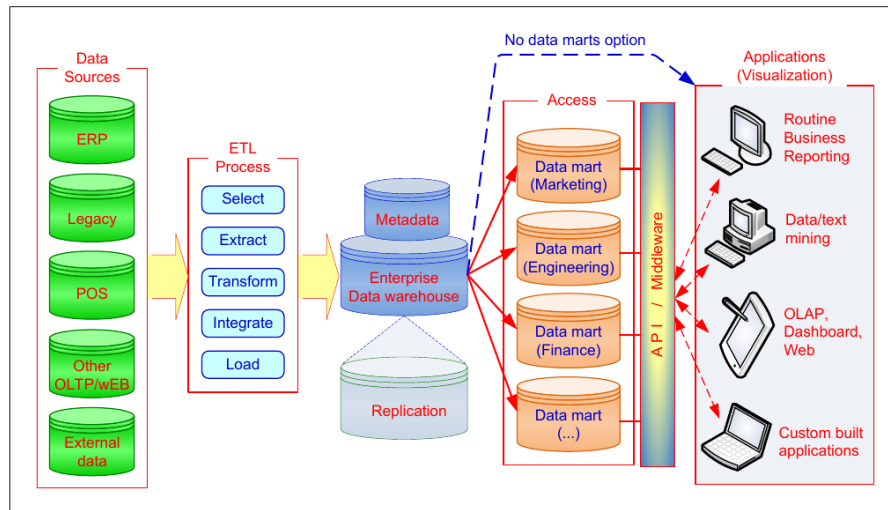 No data marts option
Data
Sources
ERP
Legacy
POS
Other
OLTP/wEB
External
data
ETL
Process
Select
Extract
Transform
Integrate
Load
Metadata
Enterprise
Data warehouse
Replication
Access
Data mart
(Marketing)
Data mart
(Engineering)
Data mart
(Finance)
Data mart
(...)
API / Middleware
Applications
(Visualization)
Routine
Business
Reporting
Data/text
mining
OLAP,
Dashboard,
Web
Custom built
applications